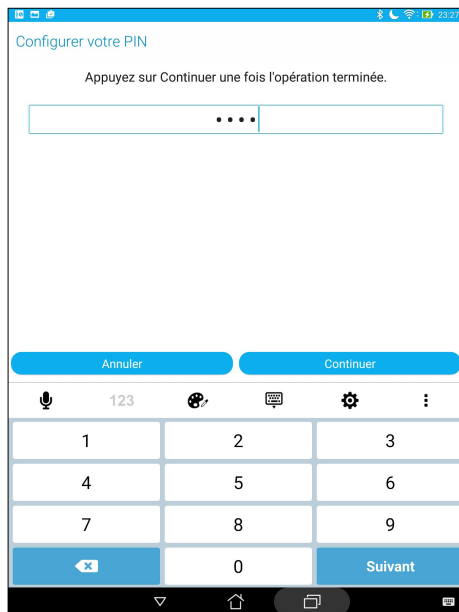 23:27
Configurer votre PIN
Appuyez sur Continuer une fois l'opération terminée.
••••
Annuler
Continuer
123
1
2
3
4
5
6
7
8
9
0
Suivant